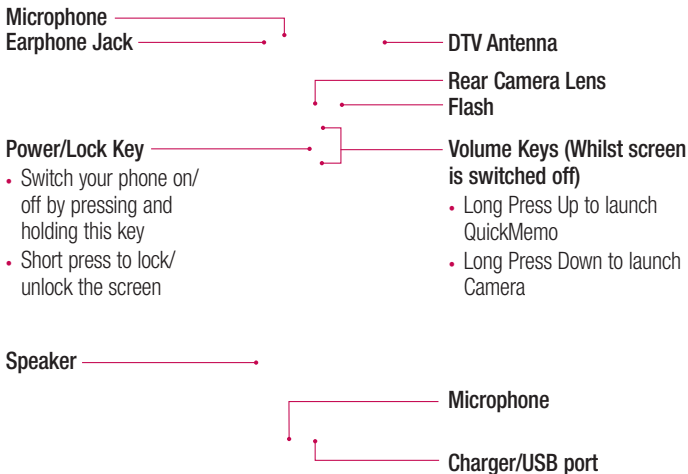 Microphone
Earphone Jack
DTV Antenna
Rear Camera Lens
Flash
Power/Lock Key
• Switch your phone on/
off by pressing and
holding this key
• Short press to lock/
unlock the screen
Volume Keys (Whilst screen
is switched off)
• Long Press Up to launch
QuickMemo
• Long Press Down to launch
Camera
Speaker
Microphone
Charger/USB port